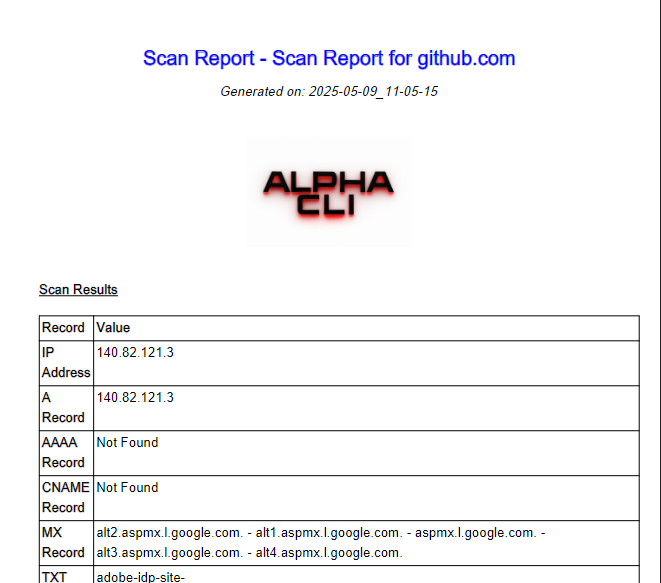 Scan Report - Scan Report for github.com
Generated on: 2025-05-09_11-05-15
ALPHA
CLI
Scan Results
Record Value
IP Address 140.82.121.3
A Record 140.82.121.3
AAAA Record Not Found
CNAME Record Not Found
MX Record alt2.aspmx.l.google.com. - alt1.aspmx.l.google.com. - aspmx.l.google.com. -
alt3.aspmx.l.google.com. - alt4.aspmx.l.google.com.
TXT adobe-idp-site-